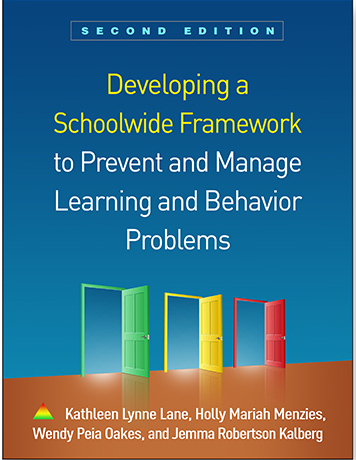 SECOND EDITION
Developing a
Schoolwide Framework
to Prevent and Manage
Learning and Behavior
Problems
Kathleen Lynne Lane, Holly Mariah Menzies,
Wendy Peia Oakes, and Jemma Robertson Kalberg